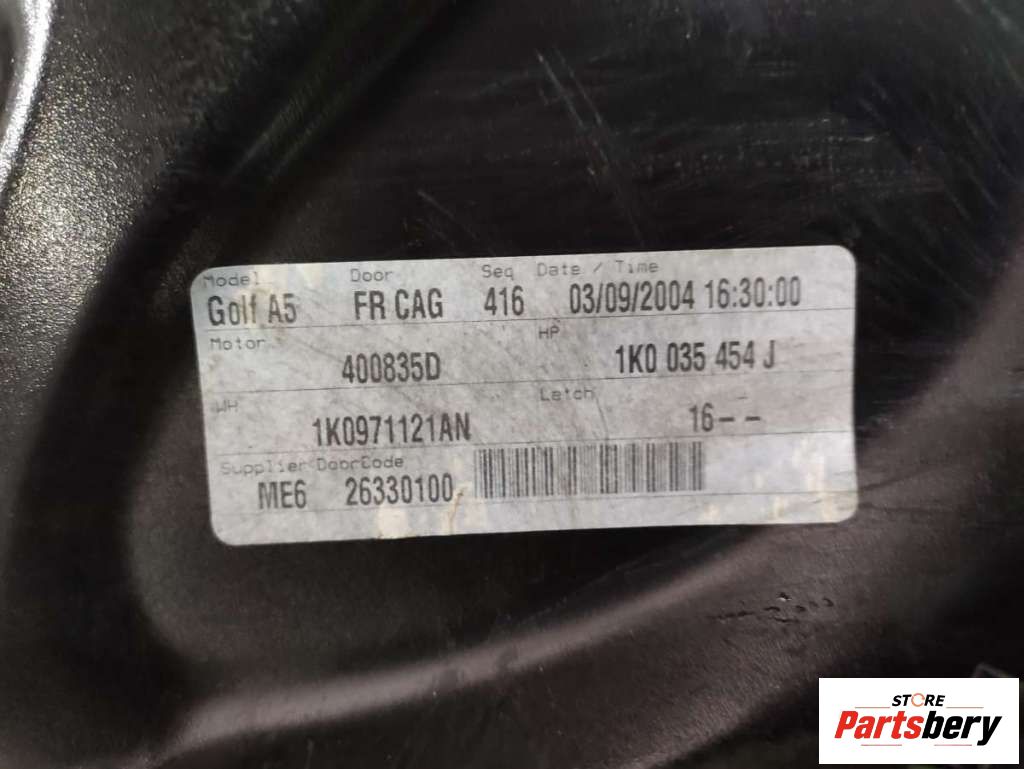 Model Door Seq Date / Time
Golf A5 FR CAG 416 03/09/2004 16:30:00
Motor HP
400835D 1K0 035 454 J
WH Latch
1K0971121AN 16--
Supplier DoorCode
ME6 26330100
STORE
Partsbery